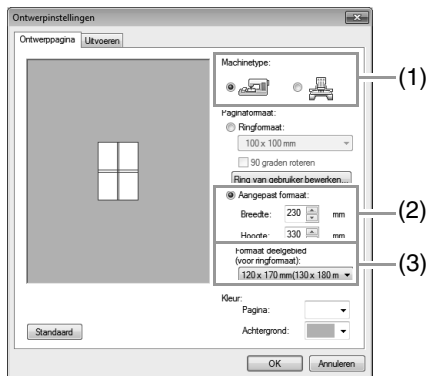 Ontwerpinstellingen
Ontwerppagina
Uitvoeren
Machinetype:
(1)
Paginaformaat:
Ringformaat:
100 x 100 mm
90 graden roteren
Ring van gebruiker bewerken...
Aangepast formaat:
Breedte: 230 mm
(2)
Hoogte: 330 mm
Formaat deelgebied
(voor ringformaat):
(3)
120 x 170 mm(130 x 180 m
Kleur:
Pagina:
Achtergrond:
Standaard
OK
Annuleren